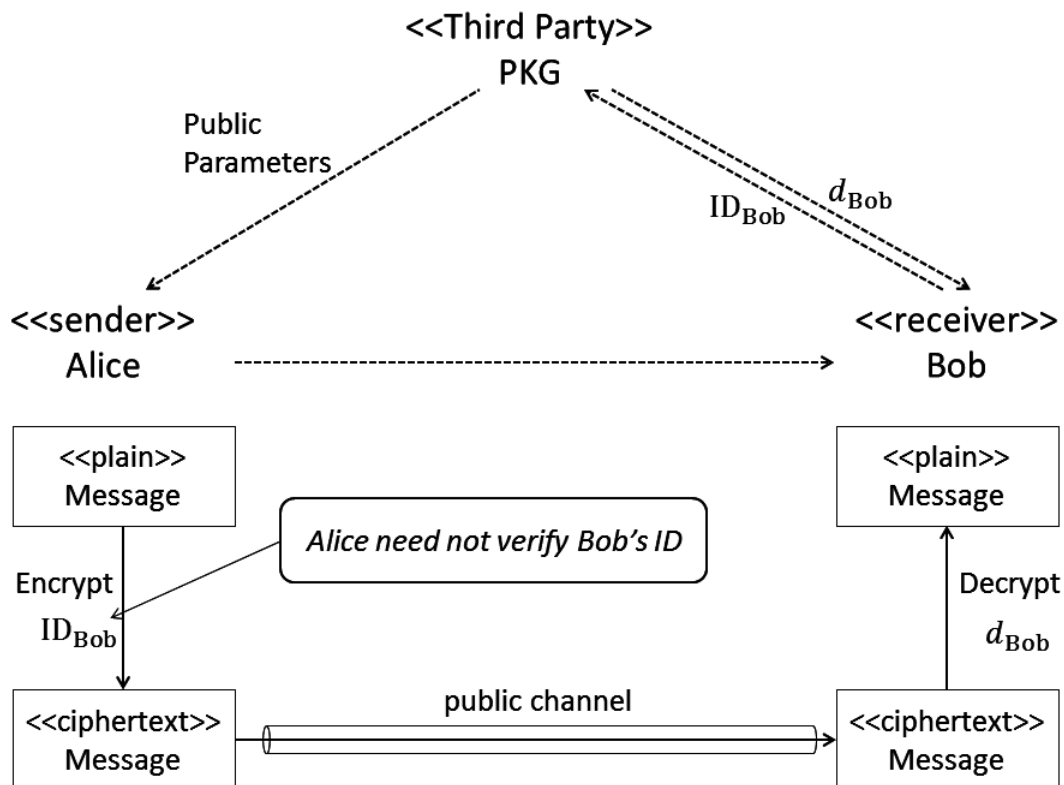 <<Third Party>>
PKG
Public
Parameters
d_Bob
ID_Bob
<<sender>>
Alice
<<receiver>>
Bob
<<plain>>
Message
<<plain>>
Message
Alice need not verify Bob's ID
Encrypt
ID_Bob
Decrypt
d_Bob
public channel
<<ciphertext>>
Message
<<ciphertext>>
Message